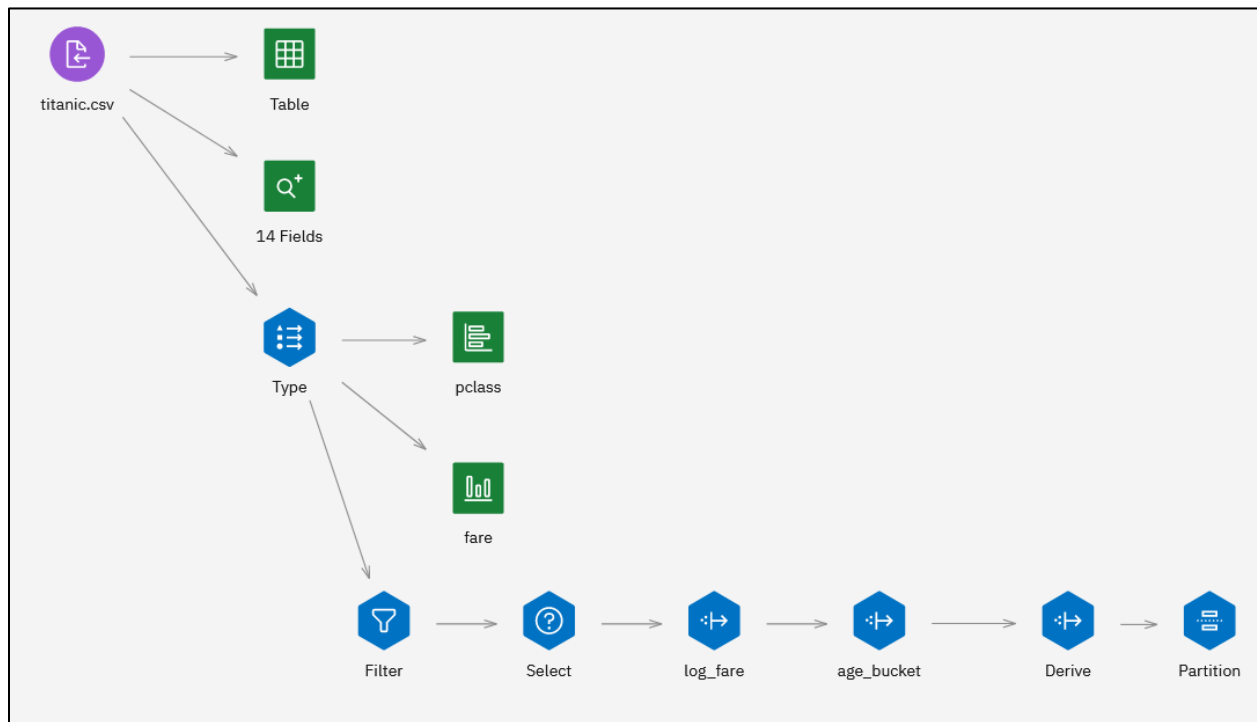 titanic.csv
Table
14 Fields
Type
pclass
fare
Filter
Select
log_fare
age_bucket
Derive
Partition